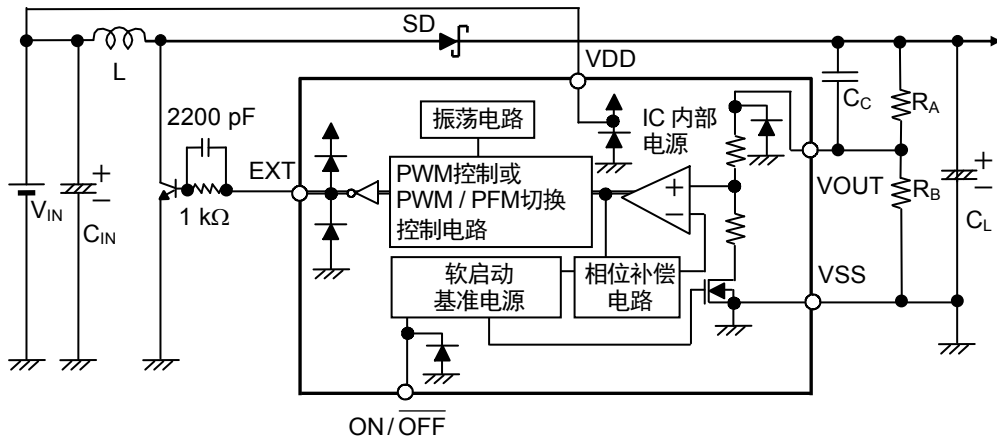 SD
VDD
L
2200 pF
振荡电路
IC 内部
电源
C_C
R_A
EXT
PWM控制或
PWM / PFM切换
控制电路
+
−
VOUT
R_B
+
−
V_IN
C_IN
1 kΩ
+
−
C_L
软启动
基准电源
相位补偿
电路
VSS
ON / OFF